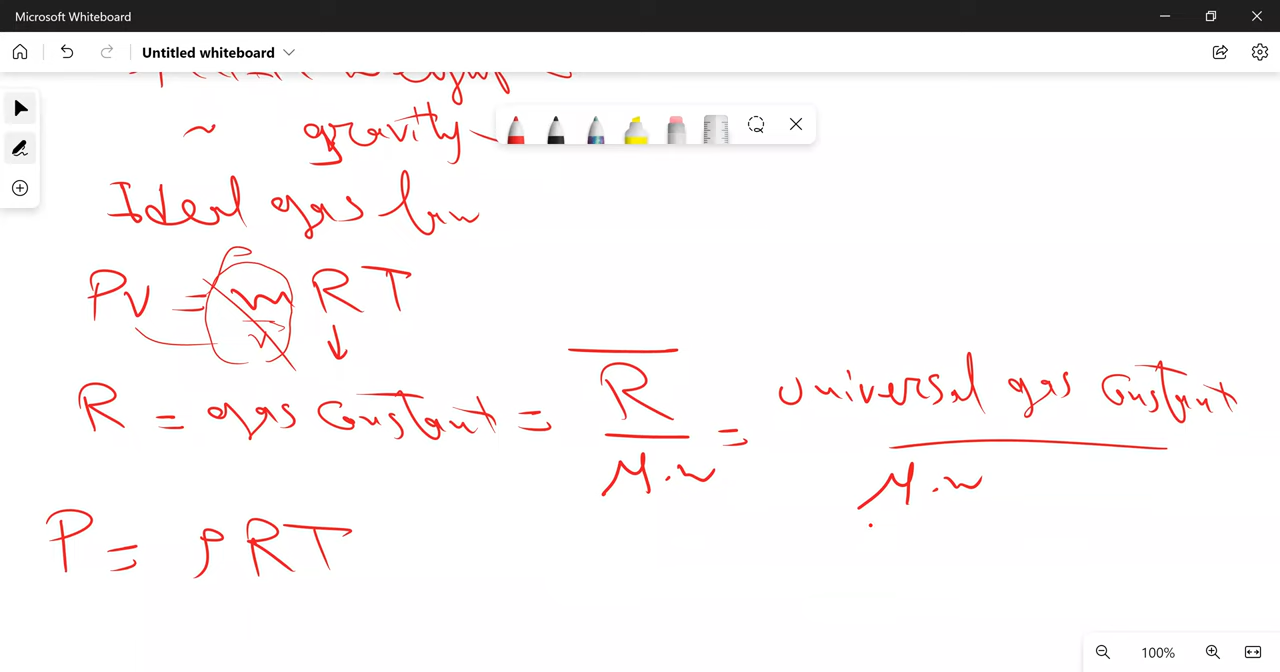 Microsoft Whiteboard
Untitled whiteboard
~ gravity
Ideal gas law
PV = m RT
V
ρ
R = gas Constant = R / M.w = Universal gas Constant / M.w
P = ρRT
100%